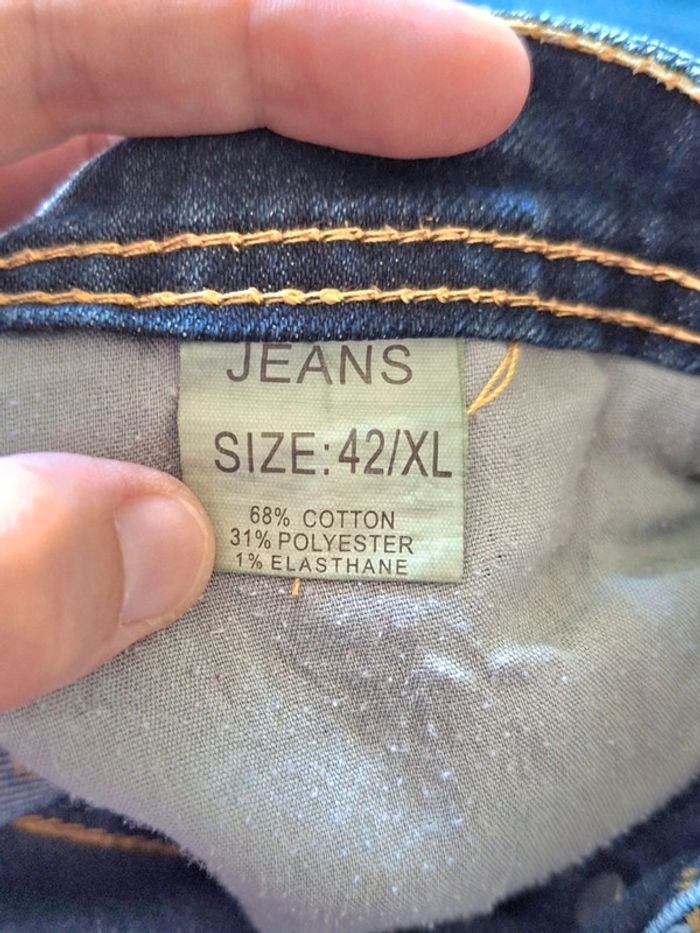 JEANS
SIZE: 42/XL
68% COTTON
31% POLYESTER
1% ELASTHANE